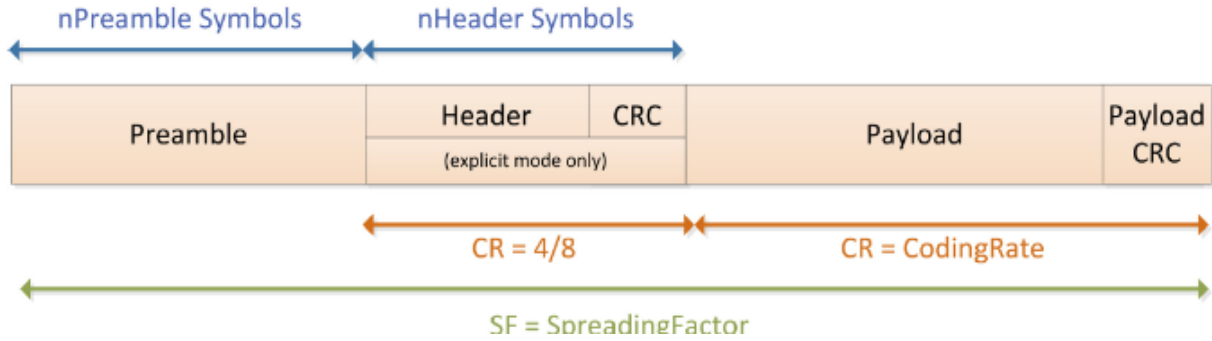 nPreamble Symbols
nHeader Symbols
Preamble
Header
CRC
(explicit mode only)
Payload
Payload
CRC
CR = 4/8
CR = CodingRate
SF = SpreadingFactor